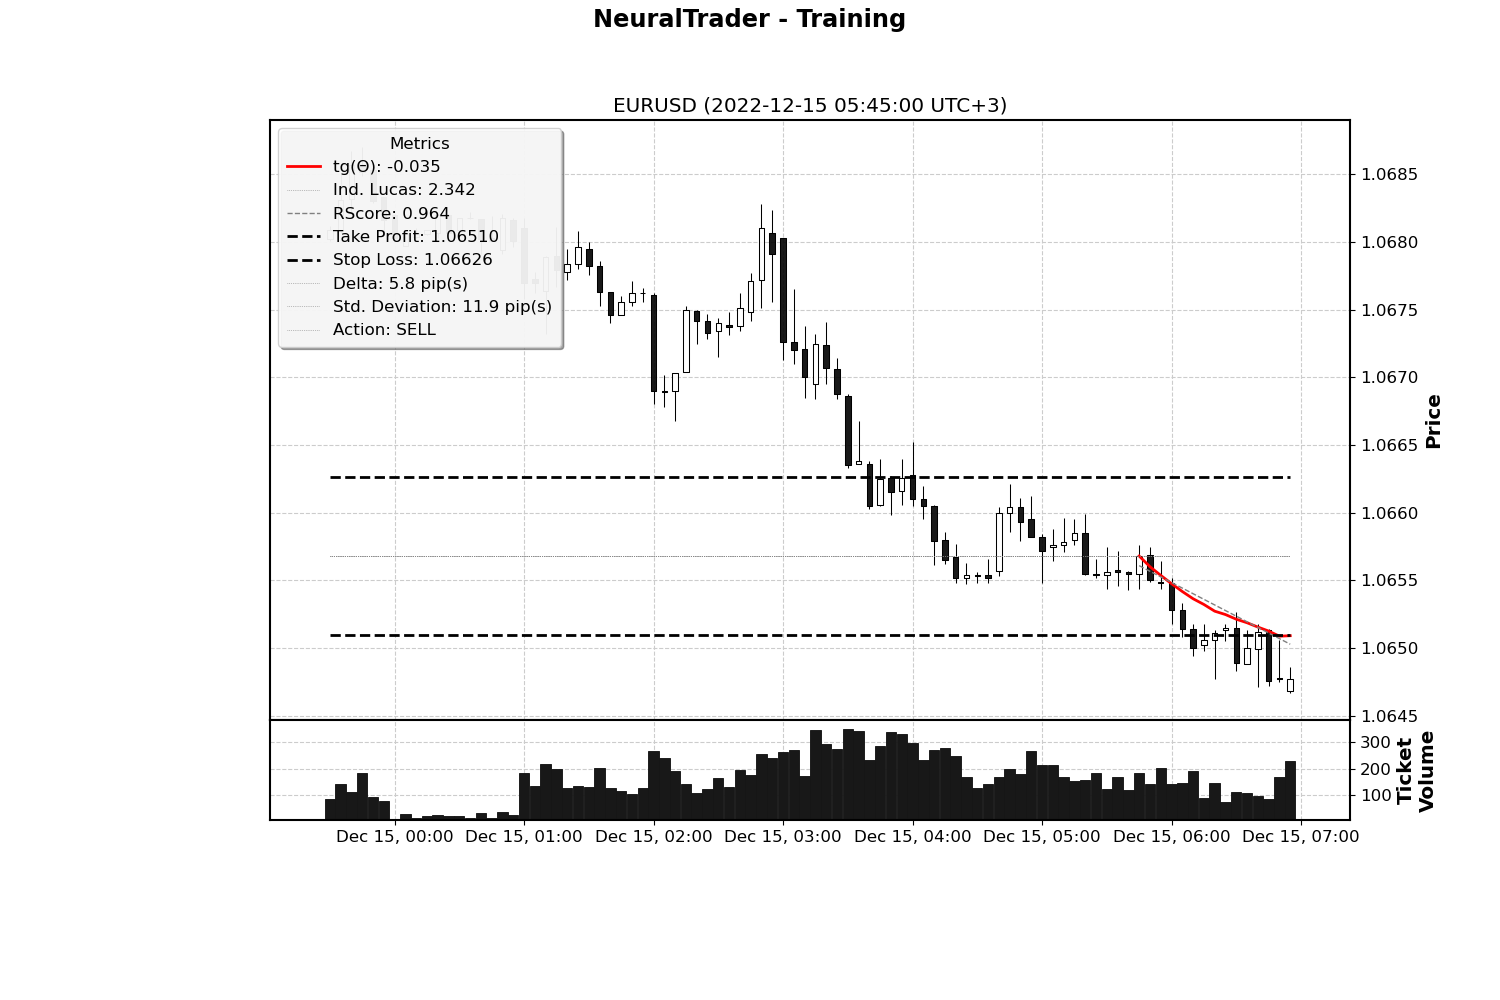 NeuralTrader - Training
EURUSD (2022-12-15 05:45:00 UTC+3)
Metrics
tg(Θ): -0.035
Ind. Lucas: 2.342
RScore: 0.964
Take Profit: 1.06510
Stop Loss: 1.06626
Delta: 5.8 pip(s)
Std. Deviation: 11.9 pip(s)
Action: SELL
1.0685
1.0680
1.0675
1.0670
1.0665
1.0660
1.0655
1.0650
1.0645
Price
300
200
100
Ticket
Volume
Dec 15, 00:00
Dec 15, 01:00
Dec 15, 02:00
Dec 15, 03:00
Dec 15, 04:00
Dec 15, 05:00
Dec 15, 06:00
Dec 15, 07:00